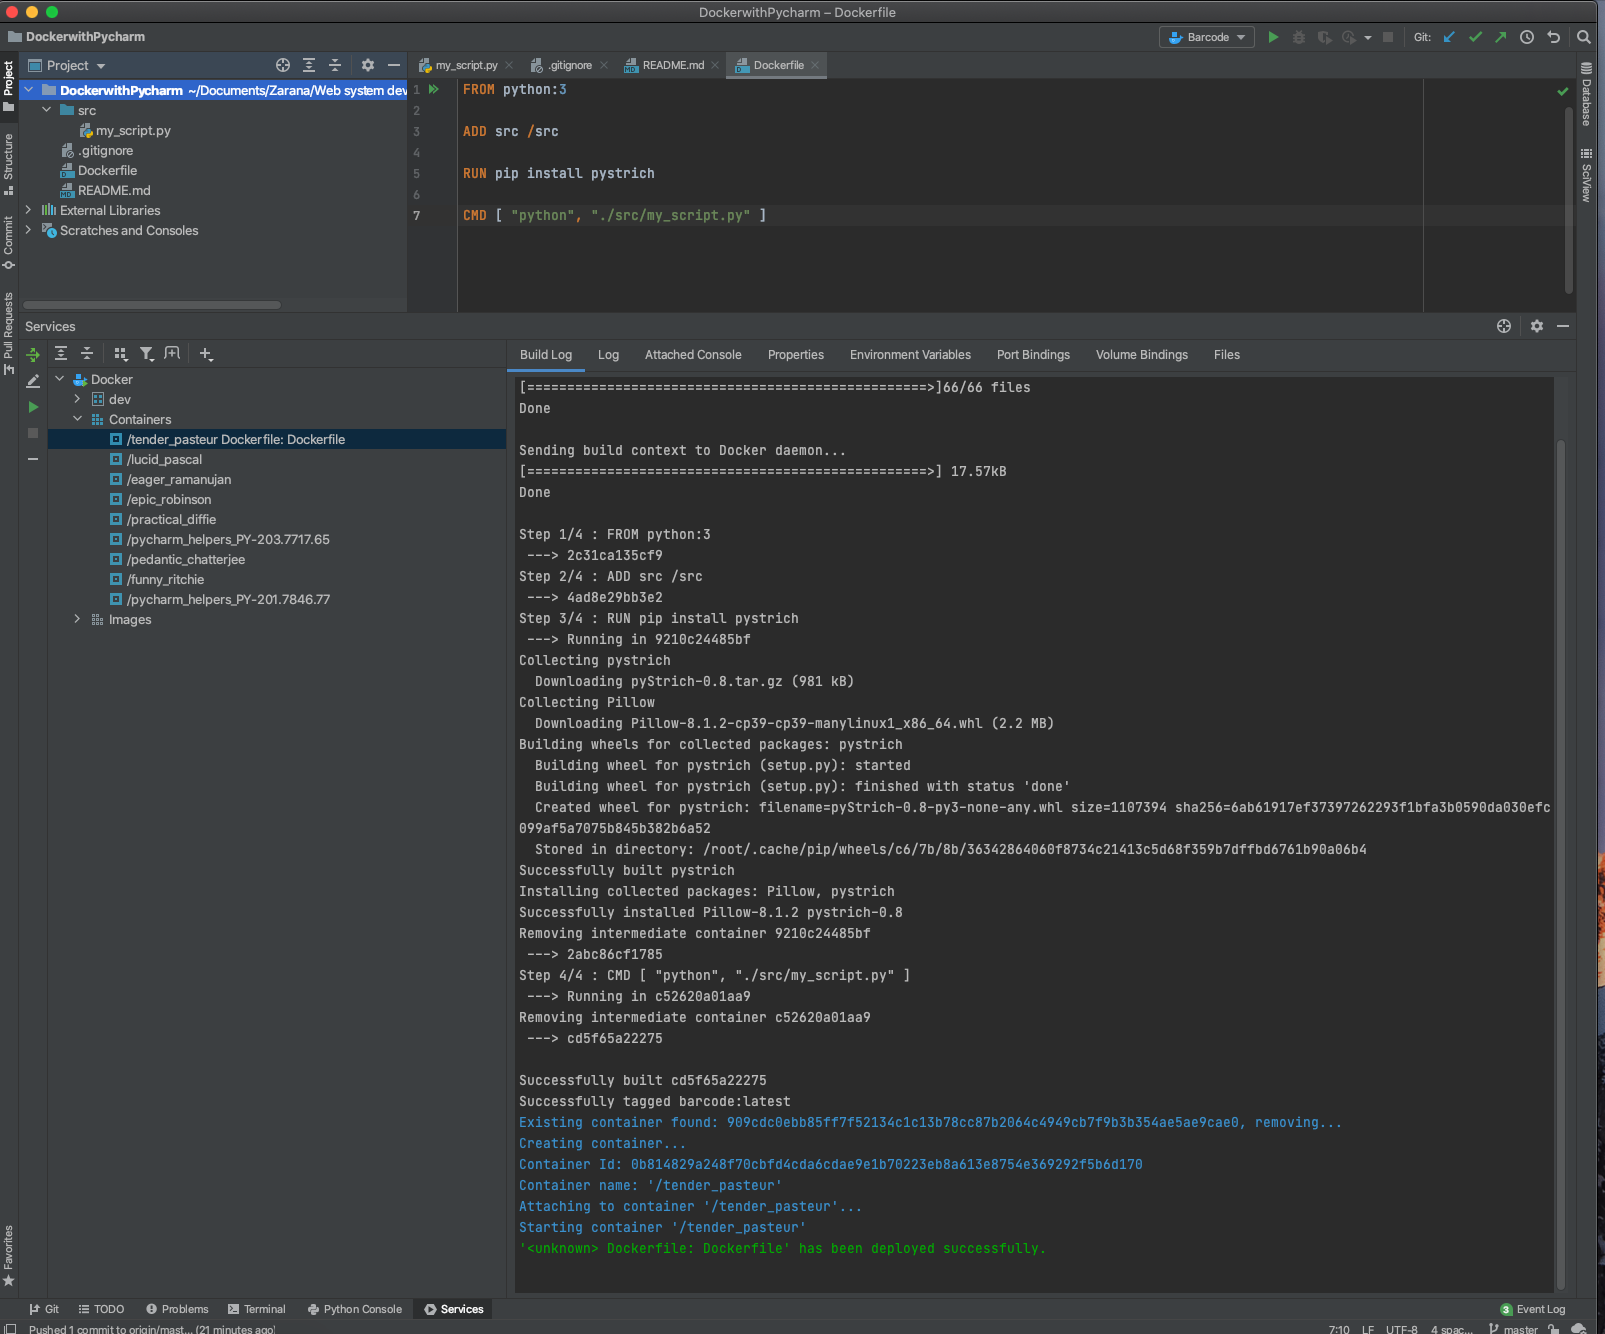 DockerwithPycharm – Dockerfile
DockerwithPycharm
Barcode
Git:
Project
my_script.py
.gitignore
README.md
Dockerfile
Project
Structure
Commit
Pull Requests
Favorites
Database
SciView
DockerwithPycharm ~/Documents/Zarana/Web system dev
src
my_script.py
.gitignore
Dockerfile
README.md
External Libraries
Scratches and Consoles
1 FROM python:3
2
3 ADD src /src
4
5 RUN pip install pystrich
6
7 CMD [ "python", "./src/my_script.py" ]
Services
Docker
dev
Containers
/tender_pasteur Dockerfile: Dockerfile
/lucid_pascal
/eager_ramanujan
/epic_robinson
/practical_diffie
/pycharm_helpers_PY-203.7717.65
/pedantic_chatterjee
/funny_ritchie
/pycharm_helpers_PY-201.7846.77
Images
Build Log Log Attached Console Properties Environment Variables Port Bindings Volume Bindings Files
[==================================================>]66/66 files
Done
Sending build context to Docker daemon...
[==================================================>] 17.57kB
Done
Step 1/4 : FROM python:3
---> 2c31ca135cf9
Step 2/4 : ADD src /src
---> 4ad8e29bb3e2
Step 3/4 : RUN pip install pystrich
---> Running in 9210c24485bf
Collecting pystrich
Downloading pyStrich-0.8.tar.gz (981 kB)
Collecting Pillow
Downloading Pillow-8.1.2-cp39-cp39-manylinux1_x86_64.whl (2.2 MB)
Building wheels for collected packages: pystrich
Building wheel for pystrich (setup.py): started
Building wheel for pystrich (setup.py): finished with status 'done'
Created wheel for pystrich: filename=pyStrich-0.8-py3-none-any.whl size=1107394 sha256=6ab61917ef37397262293f1bfa3b0590da030efc
099af5a7075b845b382b6a52
Stored in directory: /root/.cache/pip/wheels/c6/7b/8b/36342864060f8734c21413c5d68f359b7dffbd6761b90a06b4
Successfully built pystrich
Installing collected packages: Pillow, pystrich
Successfully installed Pillow-8.1.2 pystrich-0.8
Removing intermediate container 9210c24485bf
---> 2abc86cf1785
Step 4/4 : CMD [ "python", "./src/my_script.py" ]
---> Running in c52620a01aa9
Removing intermediate container c52620a01aa9
---> cd5f65a22275
Successfully built cd5f65a22275
Successfully tagged barcode:latest
Existing container found: 909cdc0ebb85ff7f52134c1c13b78cc87b2064c4949cb7f9b3b354ae5ae9cae0, removing...
Creating container...
Container Id: 0b814829a248f70cbfd4cda6cdae9e1b70223eb8a613e8754e369292f5b6d170
Container name: '/tender_pasteur'
Attaching to container '/tender_pasteur'...
Starting container '/tender_pasteur'
'<unknown> Dockerfile: Dockerfile' has been deployed successfully.
Git TODO Problems Terminal Python Console Services 3 Event Log
Pushed 1 commit to origin/mast... (21 minutes ago) 7:10 LF UTF-8 4 spac... master